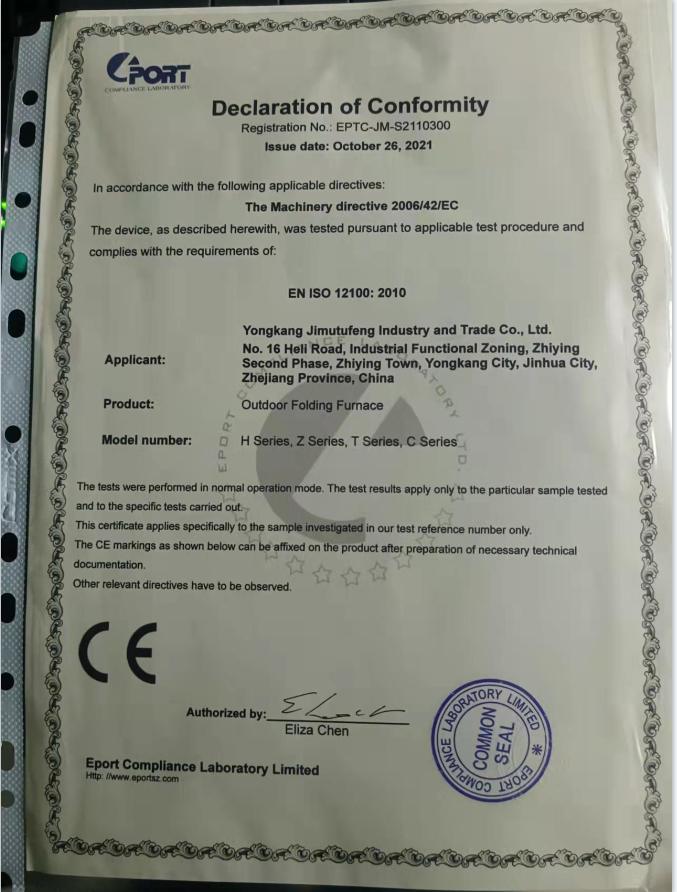 EPORT
COMPLIANCE LABORATORY
Declaration of Conformity
Registration No.: EPTC-JM-S2110300
Issue date: October 26, 2021
In accordance with the following applicable directives:
The Machinery directive 2006/42/EC
The device, as described herewith, was tested pursuant to applicable test procedure and
complies with the requirements of:
EN ISO 12100: 2010
Yongkang Jimutufeng Industry and Trade Co., Ltd.
No. 16 Heli Road, Industrial Functional Zoning, Zhiying
Applicant: Second Phase, Zhiying Town, Yongkang City, Jinhua City,
Zhejiang Province, China
Product: Outdoor Folding Furnace
Model number: H Series, Z Series, T Series, C Series
EPORT COMPLIANCE LABORATORY LTD.
The tests were performed in normal operation mode. The test results apply only to the particular sample tested
and to the specific tests carried out.
This certificate applies specifically to the sample investigated in our test reference number only.
The CE markings as shown below can be affixed on the product after preparation of necessary technical
documentation.
Other relevant directives have to be observed.
CE
Authorized by:
Eliza Chen
Eport Compliance Laboratory Limited
Http: //www.eportsz.com
EPORT COMPLIANCE LABORATORY LIMITED
COMMON
SEAL